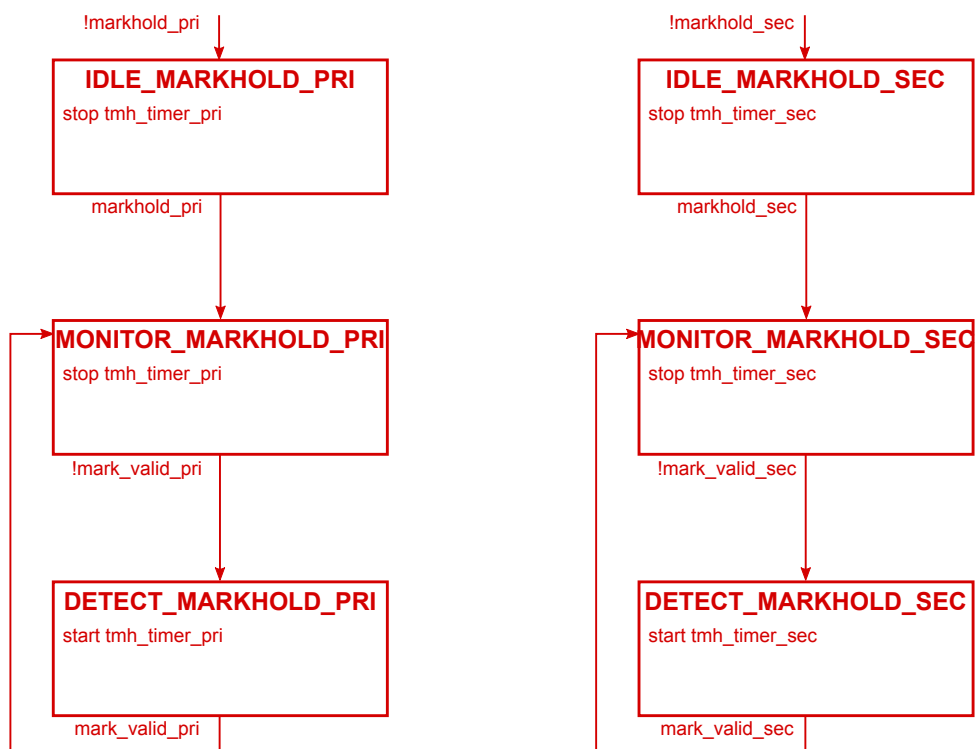 !markhold_pri
IDLE_MARKHOLD_PRI
stop tmh_timer_pri
markhold_pri
MONITOR_MARKHOLD_PRI
stop tmh_timer_pri
!mark_valid_pri
DETECT_MARKHOLD_PRI
start tmh_timer_pri
mark_valid_pri
!markhold_sec
IDLE_MARKHOLD_SEC
stop tmh_timer_sec
markhold_sec
MONITOR_MARKHOLD_SEC
stop tmh_timer_sec
!mark_valid_sec
DETECT_MARKHOLD_SEC
start tmh_timer_sec
mark_valid_sec